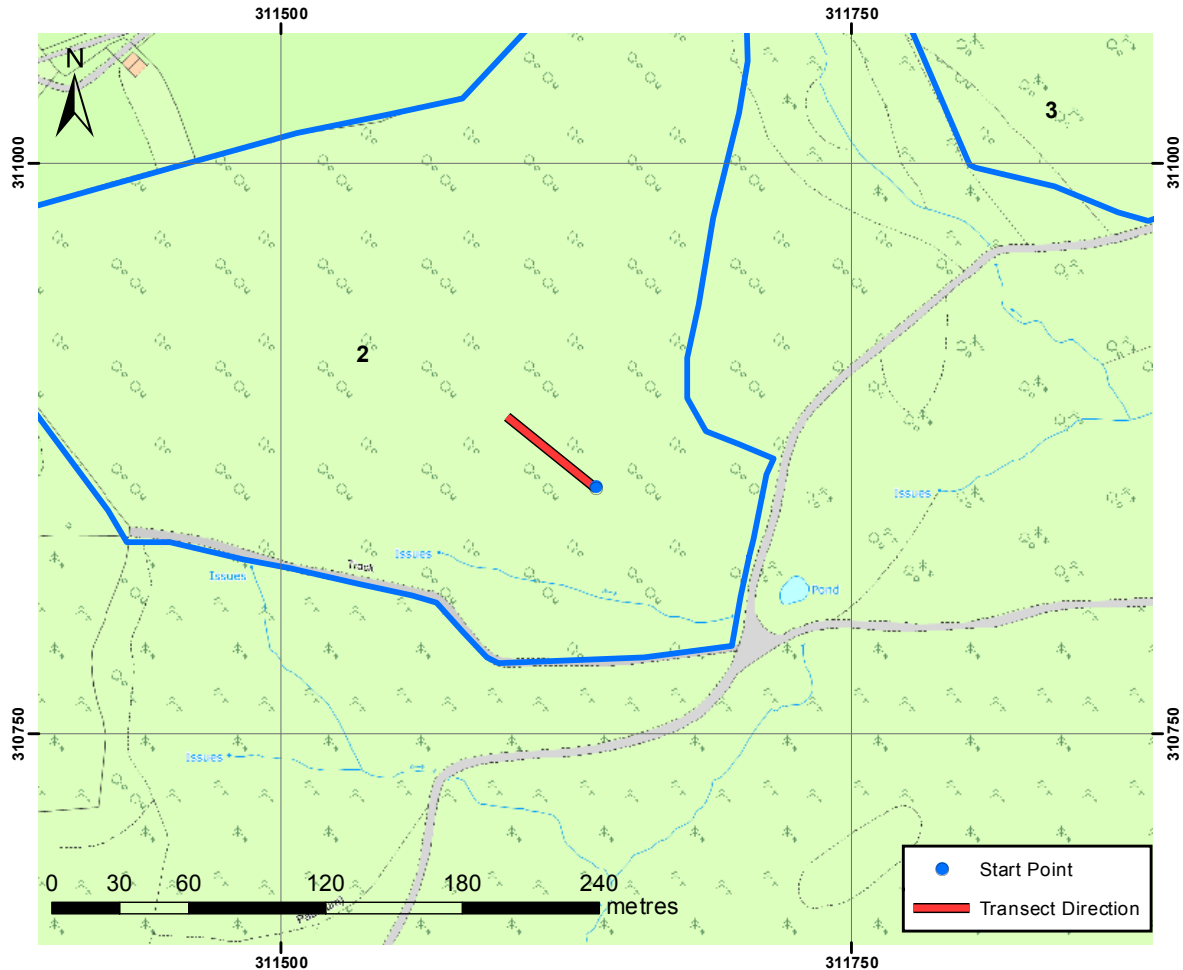 311500 311750
N
3
311000 311000
2
Issues
Track
Issues
Issues
Pond
310750 310750
Issues
0 30 60 120 180 240
metres
Start Point
Transect Direction
311500 311750